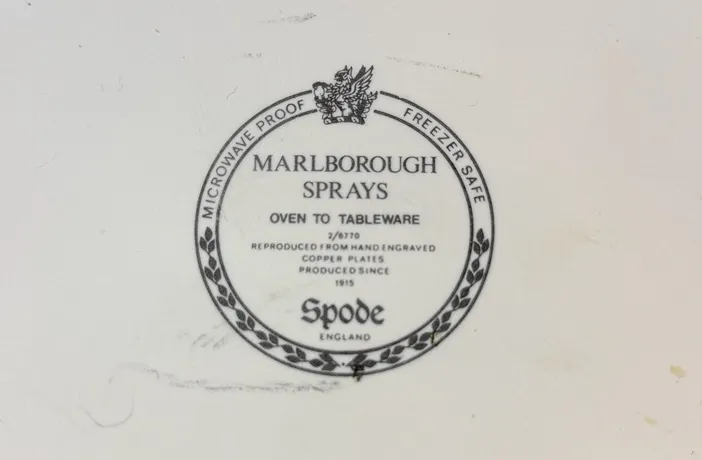 MICROWAVE PROOF
FREEZER SAFE
MARLBOROUGH
SPRAYS
OVEN TO TABLEWARE
2/6770
REPRODUCED FROM HAND ENGRAVED
COPPER PLATES
PRODUCED SINCE
1915
Spode
ENGLAND